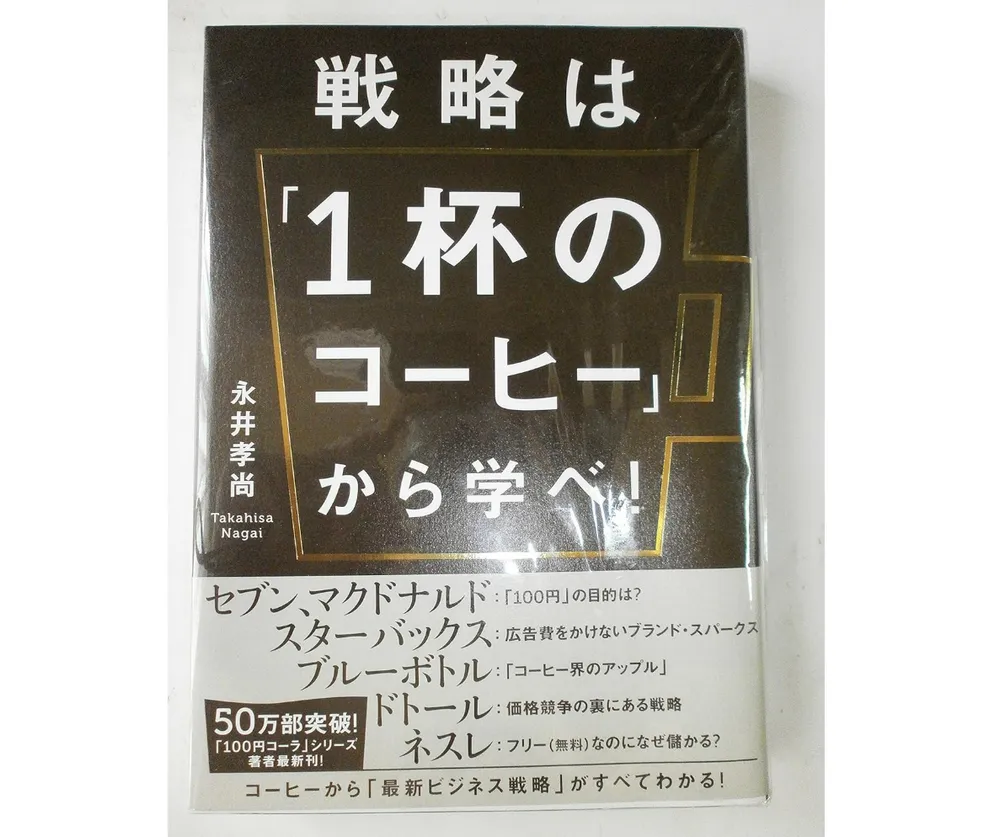 戦略は
「1杯の
コーヒー」
から学べ!
永井孝尚
Takahisa
Nagai
セブン、マクドナルド:「100円」の目的は?
スターバックス:広告費をかけないブランド・スパークス
ブルーボトル:「コーヒー界のアップル」
ドトール:価格競争の裏にある戦略
ネスレ:フリー(無料)なのになぜ儲かる?
50万部突破!
「100円コーラ」シリーズ
著者最新刊!
コーヒーから「最新ビジネス戦略」がすべてわかる!